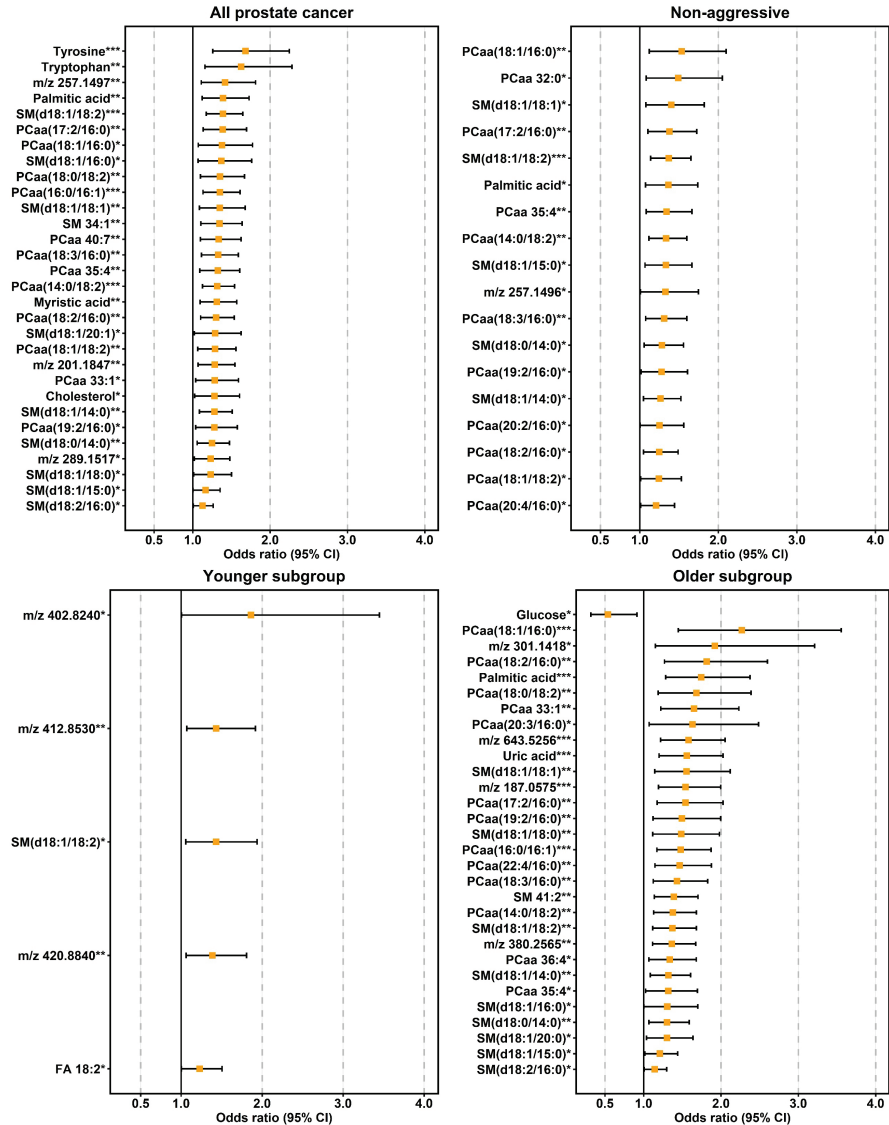 All prostate cancer
Tyrosine***
Tryptophan**
m/z 257.1497**
Palmitic acid**
SM(d18:1/18:2)***
PCaa(17:2/16:0)**
PCaa(18:1/16:0)*
SM(d18:1/16:0)*
PCaa(18:0/18:2)**
PCaa(16:0/16:1)***
SM(d18:1/18:1)**
SM 34:1**
PCaa 40:7**
PCaa(18:3/16:0)**
PCaa 35:4**
PCaa(14:0/18:2)***
Myristic acid**
PCaa(18:2/16:0)**
SM(d18:1/20:1)*
PCaa(18:1/18:2)**
m/z 201.1847**
PCaa 33:1*
Cholesterol*
SM(d18:1/14:0)**
PCaa(19:2/16:0)*
SM(d18:0/14:0)**
m/z 289.1517*
SM(d18:1/18:0)*
SM(d18:1/15:0)*
SM(d18:2/16:0)*
0.5 1.0 2.0 3.0 4.0
Odds ratio (95% CI)
Non-aggressive
PCaa(18:1/16:0)**
PCaa 32:0*
SM(d18:1/18:1)*
PCaa(17:2/16:0)**
SM(d18:1/18:2)***
Palmitic acid*
PCaa 35:4**
PCaa(14:0/18:2)**
SM(d18:1/15:0)*
m/z 257.1496*
PCaa(18:3/16:0)**
SM(d18:0/14:0)*
PCaa(19:2/16:0)*
SM(d18:1/14:0)*
PCaa(20:2/16:0)*
PCaa(18:2/16:0)*
PCaa(18:1/18:2)*
PCaa(20:4/16:0)*
0.5 1.0 2.0 3.0 4.0
Odds ratio (95% CI)
Younger subgroup
m/z 402.8240*
m/z 412.8530**
SM(d18:1/18:2)*
m/z 420.8840**
FA 18:2*
0.5 1.0 2.0 3.0 4.0
Odds ratio (95% CI)
Older subgroup
Glucose*
PCaa(18:1/16:0)***
m/z 301.1418*
PCaa(18:2/16:0)**
Palmitic acid***
PCaa(18:0/18:2)**
PCaa 33:1**
PCaa(20:3/16:0)*
m/z 643.5256***
Uric acid***
SM(d18:1/18:1)**
m/z 187.0575***
PCaa(17:2/16:0)**
PCaa(19:2/16:0)**
SM(d18:1/18:0)**
PCaa(16:0/16:1)***
PCaa(22:4/16:0)**
PCaa(18:3/16:0)**
SM 41:2**
PCaa(14:0/18:2)**
SM(d18:1/18:2)**
m/z 380.2565**
PCaa 36:4*
SM(d18:1/14:0)**
PCaa 35:4*
SM(d18:1/16:0)*
SM(d18:0/14:0)**
SM(d18:1/20:0)*
SM(d18:1/15:0)*
SM(d18:2/16:0)*
0.5 1.0 2.0 3.0 4.0
Odds ratio (95% CI)